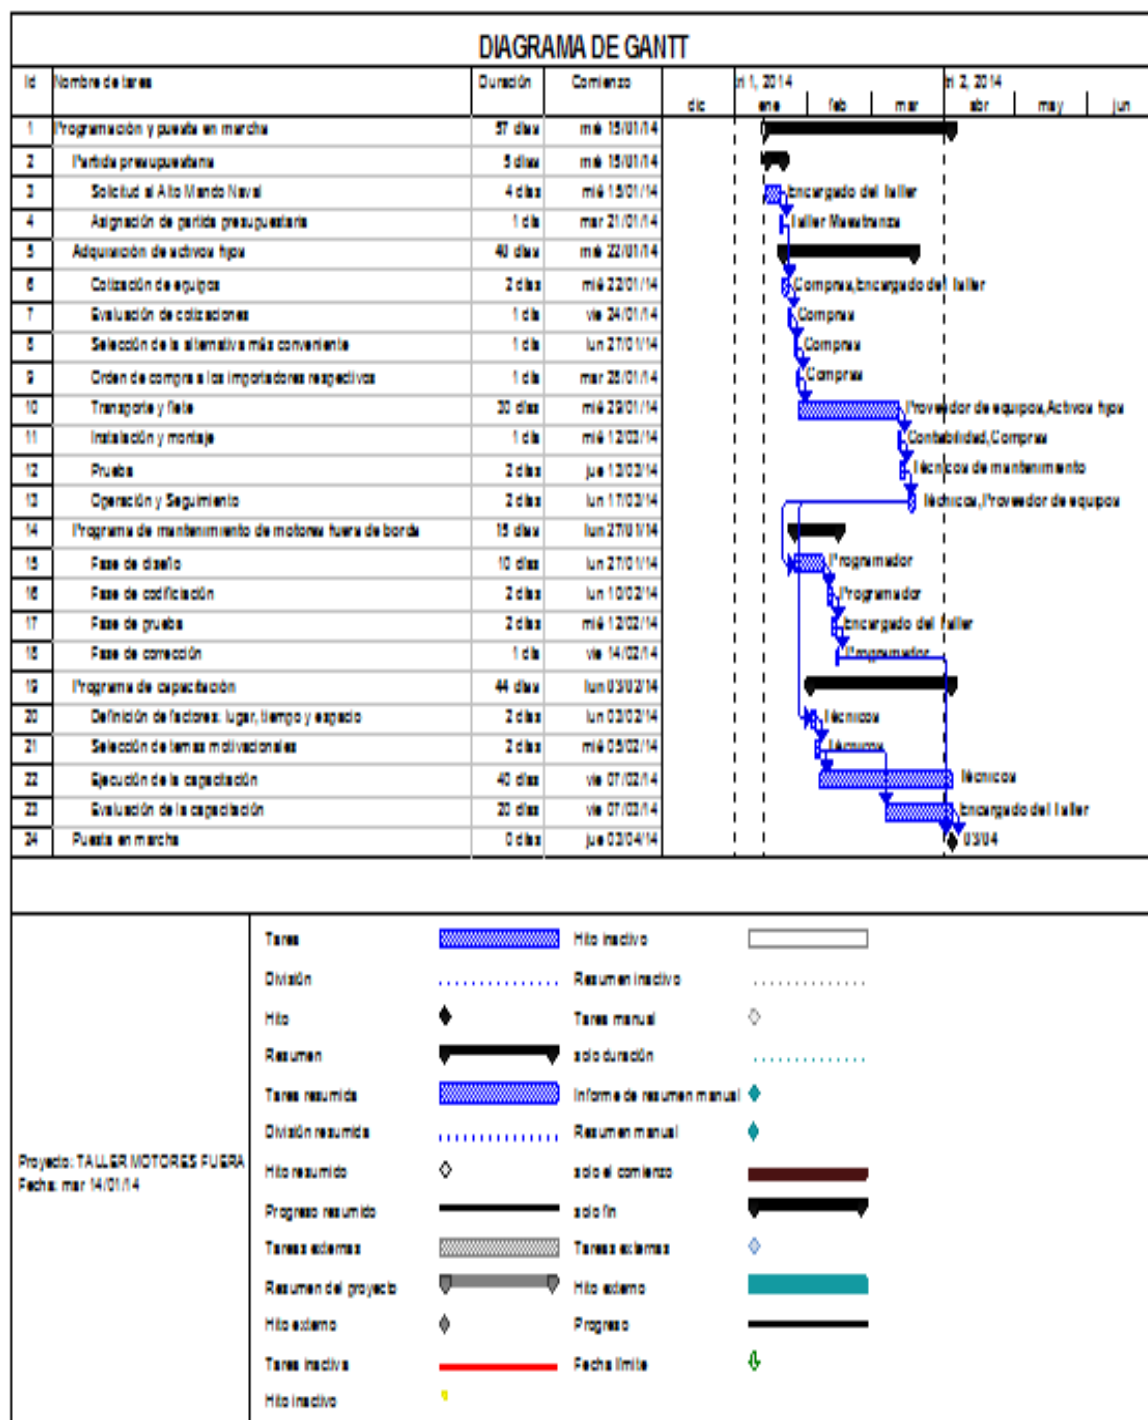 DIAGRAMA DE GANTT
Id Nombre de tarea Duración Comienzo tri 1, 2014 tri 2, 2014
dic ene feb mar abr may jun
1 Programación y puesta en marcha 57 días mié 15/01/14
2 Partida presupuestaria 5 días mié 15/01/14
3 Solicitud al Alto Mando Naval 4 días mié 15/01/14 Encargado del Taller
4 Asignación de partida presupuestaria 1 día mar 21/01/14 Taller Maestranza
5 Adquisición de activos fijos 40 días mié 22/01/14
6 Cotización de equipos 2 días mié 22/01/14 Compras,Encargado del Taller
7 Evaluación de cotizaciones 1 día vie 24/01/14 Compras
8 Selección de la alternativa más conveniente 1 día lun 27/01/14 Compras
9 Orden de compra a los importadores respectivos 1 día mar 28/01/14 Compras
10 Transporte y flete 30 días mié 29/01/14 Proveedor de equipos,Activos fijos
11 Instalación y montaje 1 día mié 12/03/14 Contabilidad,Compras
12 Prueba 2 días jue 13/03/14 Técnicos de mantenimiento
13 Operación y Seguimiento 2 días lun 17/03/14 Técnicos,Proveedor de equipos
14 Programa de mantenimiento de motores fuera de borda 15 días lun 27/01/14
15 Fase de diseño 10 días lun 27/01/14 Programador
16 Fase de codificiación 2 días lun 10/02/14 Programador
17 Fase de prueba 2 días mié 12/02/14 Encargado del Taller
18 Fase de corrección 1 día vie 14/02/14 Programador
19 Programa de capacitación 44 días lun 03/02/14
20 Definición de factores: lugar, tiempo y espacio 2 días lun 03/02/14 Técnicos
21 Selección de temas motivacionales 2 días mié 05/02/14 Técnicos
22 Ejecución de la capacitación 40 días vie 07/02/14 Técnicos
23 Evaluación de la capacitación 20 días vie 07/03/14 Encargado del Taller
24 Puesta en marcha 0 días jue 03/04/14 03/04
Proyecto: TALLER MOTORES FUERA
Fecha: mar 14/01/14
Tarea Hito inactivo
División Resumen inactivo
Hito Tarea manual
Resumen solo duración
Tarea resumida Informe de resumen manual
División resumida Resumen manual
Hito resumido solo el comienzo
Progreso resumido solo fin
Tareas externas Tareas externas
Resumen del proyecto Hito externo
Hito externo Progreso
Tarea inactiva Fecha límite
Hito inactivo